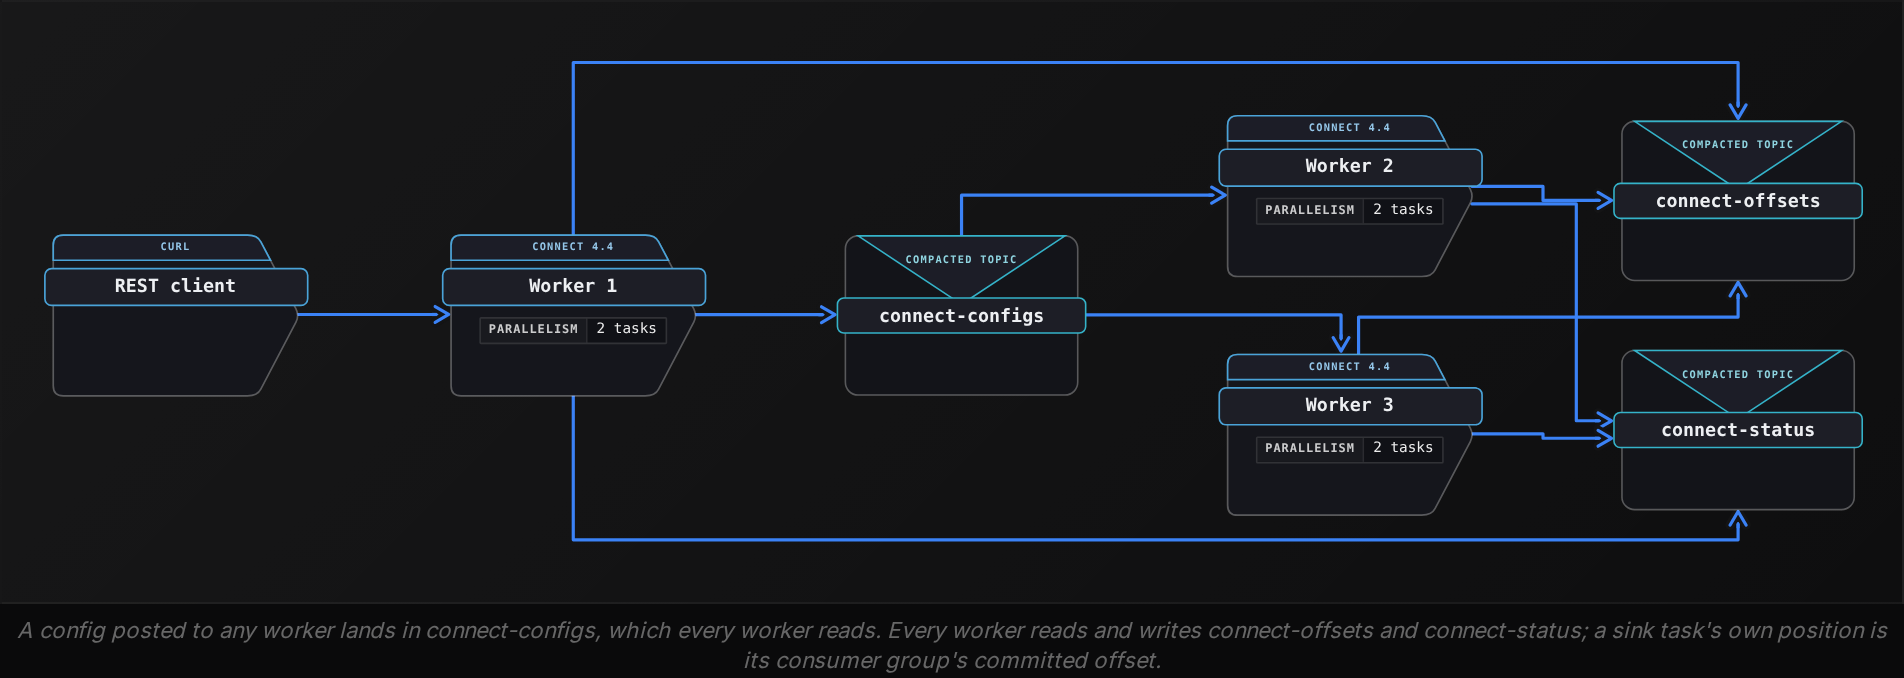 CURL
REST client
CONNECT 4.4
Worker 1
PARALLELISM 2 tasks
COMPACTED TOPIC
connect-configs
CONNECT 4.4
Worker 2
PARALLELISM 2 tasks
CONNECT 4.4
Worker 3
PARALLELISM 2 tasks
COMPACTED TOPIC
connect-offsets
COMPACTED TOPIC
connect-status
A config posted to any worker lands in connect-configs, which every worker reads. Every worker reads and writes connect-offsets and connect-status; a sink task's own position is
its consumer group's committed offset.